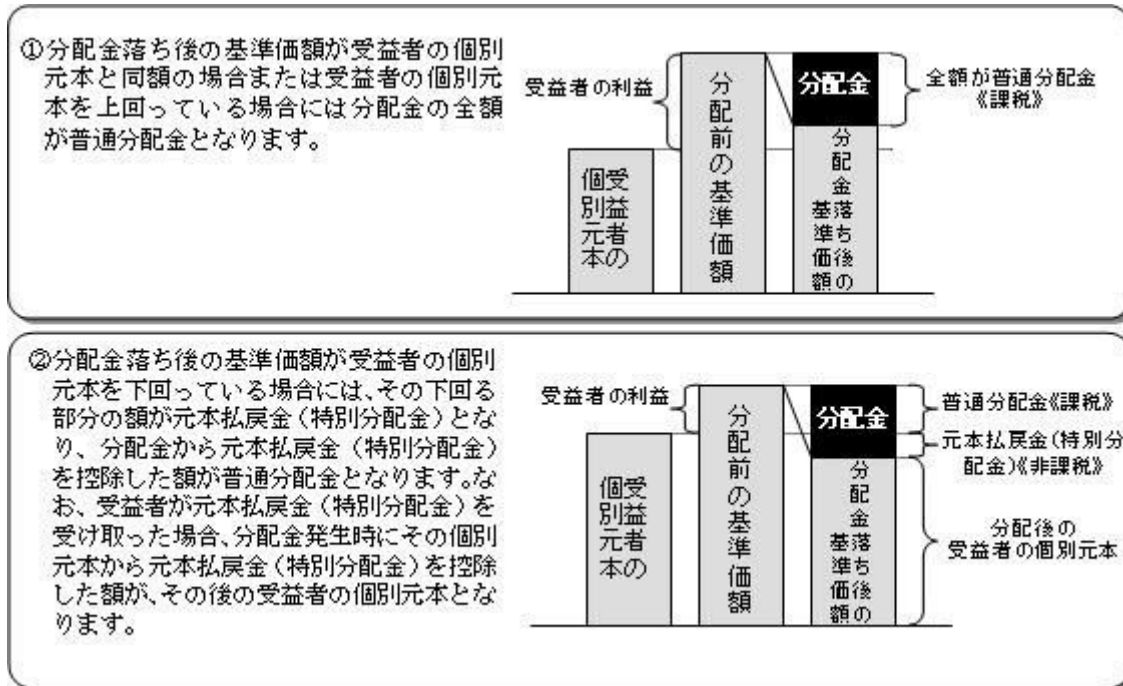 ①分配金落ち後の基準価額が受益者の個別
元本と同額の場合または受益者の個別元
本を上回っている場合には分配金の全額
が普通分配金となります。
受益者の利益
個別元本
受益者の
分配前の基準価額
分配金
基準価額
分配金落ち後の
全額が普通分配金
《課税》
②分配金落ち後の基準価額が受益者の個別
元本を下回っている場合には、その下回る
部分の額が元本払戻金（特別分配金）とな
り、分配金から元本払戻金（特別分配金）
を控除した額が普通分配金となります。な
お、受益者が元本払戻金（特別分配金）を
受け取った場合、分配金発生時にその個別
元本から元本払戻金（特別分配金）を控除
した額が、その後の受益者の個別元本とな
ります。
受益者の利益
受益者の
個別元本
分配前の基準価額
分配金
分配金落ち後の
基準価額
普通分配金《課税》
元本払戻金（特別分
配金）《非課税》
分配後の
受益者の個別元本